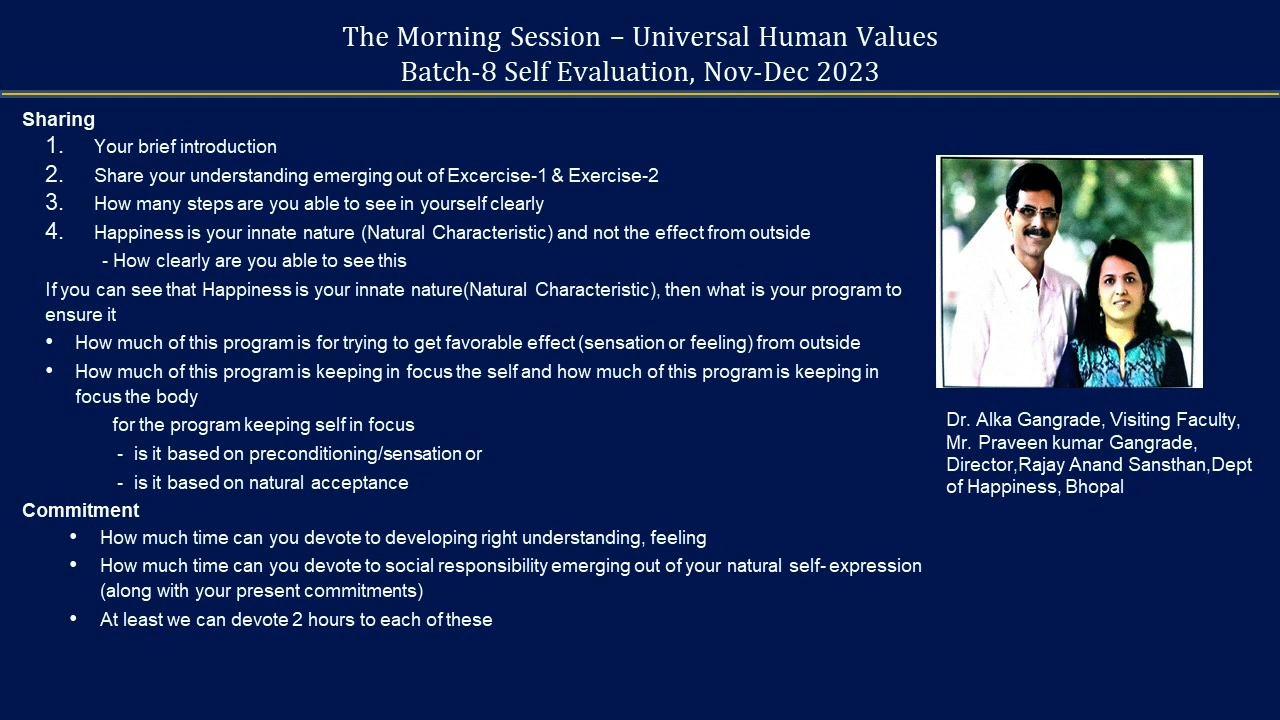 The Morning Session – Universal Human Values
Batch-8 Self Evaluation, Nov-Dec 2023
Sharing
1. Your brief introduction
2. Share your understanding emerging out of Excercise-1 & Exercise-2
3. How many steps are you able to see in yourself clearly
4. Happiness is your innate nature (Natural Characteristic) and not the effect from outside
- How clearly are you able to see this
If you can see that Happiness is your innate nature(Natural Characteristic), then what is your program to
ensure it
• How much of this program is for trying to get favorable effect (sensation or feeling) from outside
• How much of this program is keeping in focus the self and how much of this program is keeping in
focus the body
for the program keeping self in focus
- is it based on preconditioning/sensation or
- is it based on natural acceptance
Commitment
• How much time can you devote to developing right understanding, feeling
• How much time can you devote to social responsibility emerging out of your natural self-expression
(along with your present commitments)
• At least we can devote 2 hours to each of these
Dr. Alka Gangrade, Visiting Faculty,
Mr. Praveen kumar Gangrade,
Director,Rajay Anand Sansthan,Dept
of Happiness, Bhopal